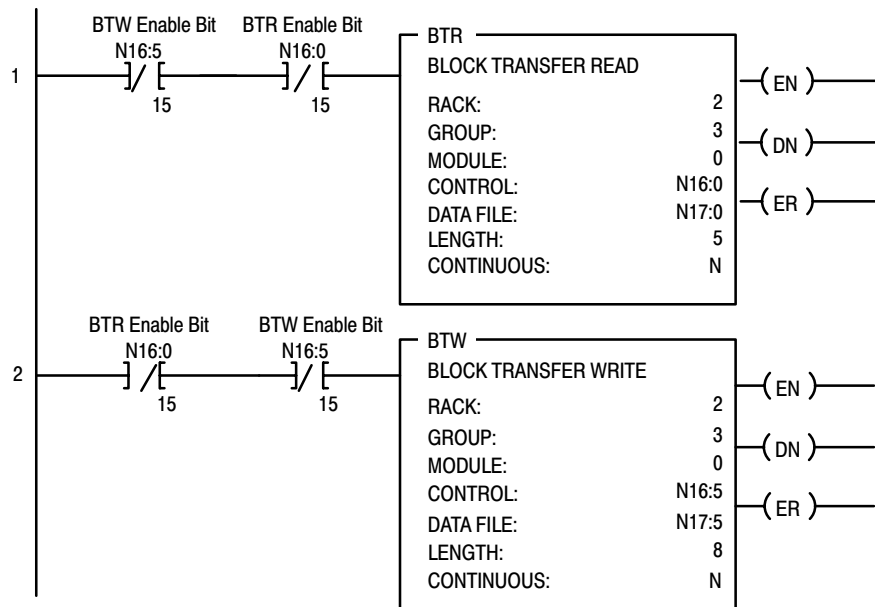 BTW Enable Bit BTR Enable Bit
N16:5 N16:0
15 15
1
BTR
BLOCK TRANSFER READ
RACK: 2
GROUP: 3
MODULE: 0
CONTROL: N16:0
DATA FILE: N17:0
LENGTH: 5
CONTINUOUS: N
EN
DN
ER
BTR Enable Bit BTW Enable Bit
N16:0 N16:5
15 15
2
BTW
BLOCK TRANSFER WRITE
RACK: 2
GROUP: 3
MODULE: 0
CONTROL: N16:5
DATA FILE: N17:5
LENGTH: 8
CONTINUOUS: N
EN
DN
ER